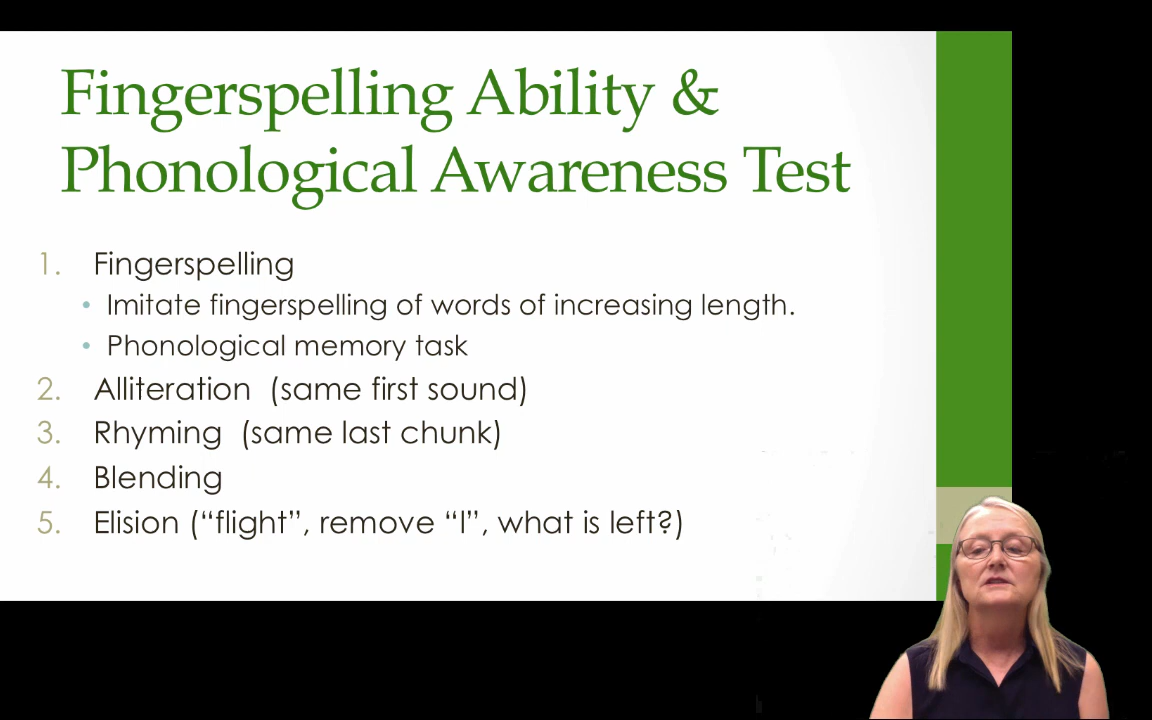 Fingerspelling Ability &
Phonological Awareness Test
1. Fingerspelling
• Imitate fingerspelling of words of increasing length.
• Phonological memory task
2. Alliteration (same first sound)
3. Rhyming (same last chunk)
4. Blending
5. Elision (“flight”, remove “l”, what is left?)